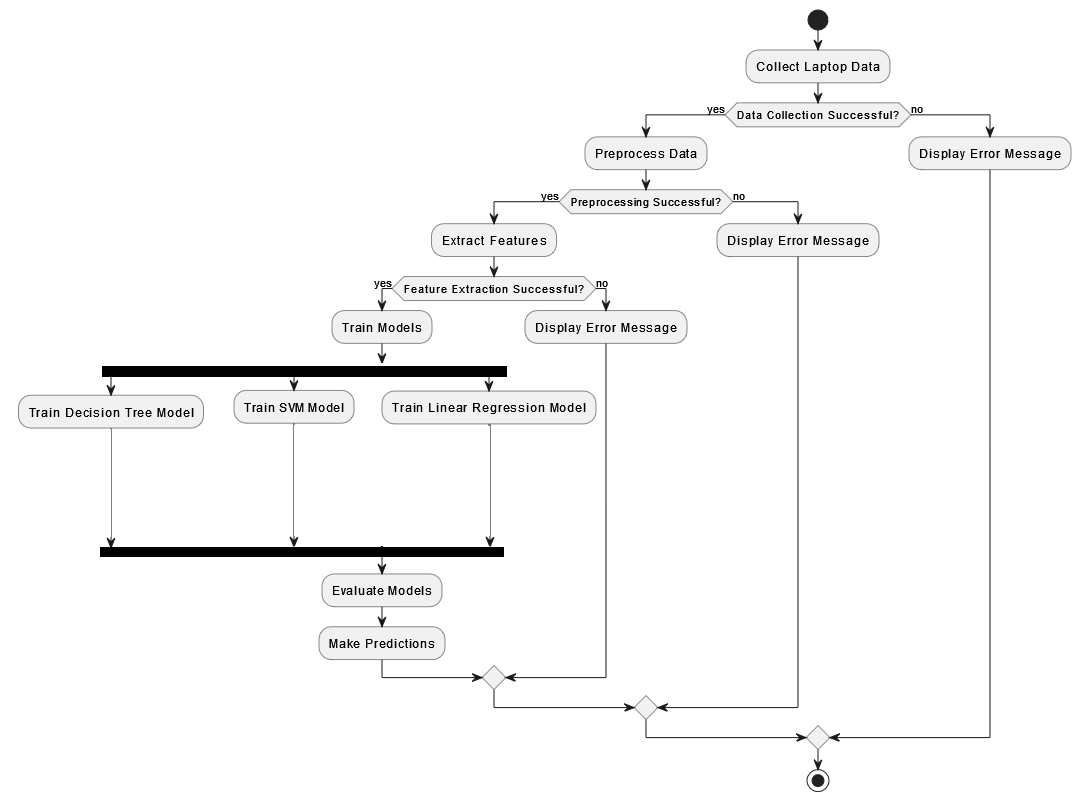 Collect Laptop Data
yes
Data Collection Successful?
no
Preprocess Data
Display Error Message
yes
Preprocessing Successful?
no
Extract Features
Display Error Message
yes
Feature Extraction Successful?
no
Train Models
Display Error Message
Train Decision Tree Model
Train SVM Model
Train Linear Regression Model
Evaluate Models
Make Predictions